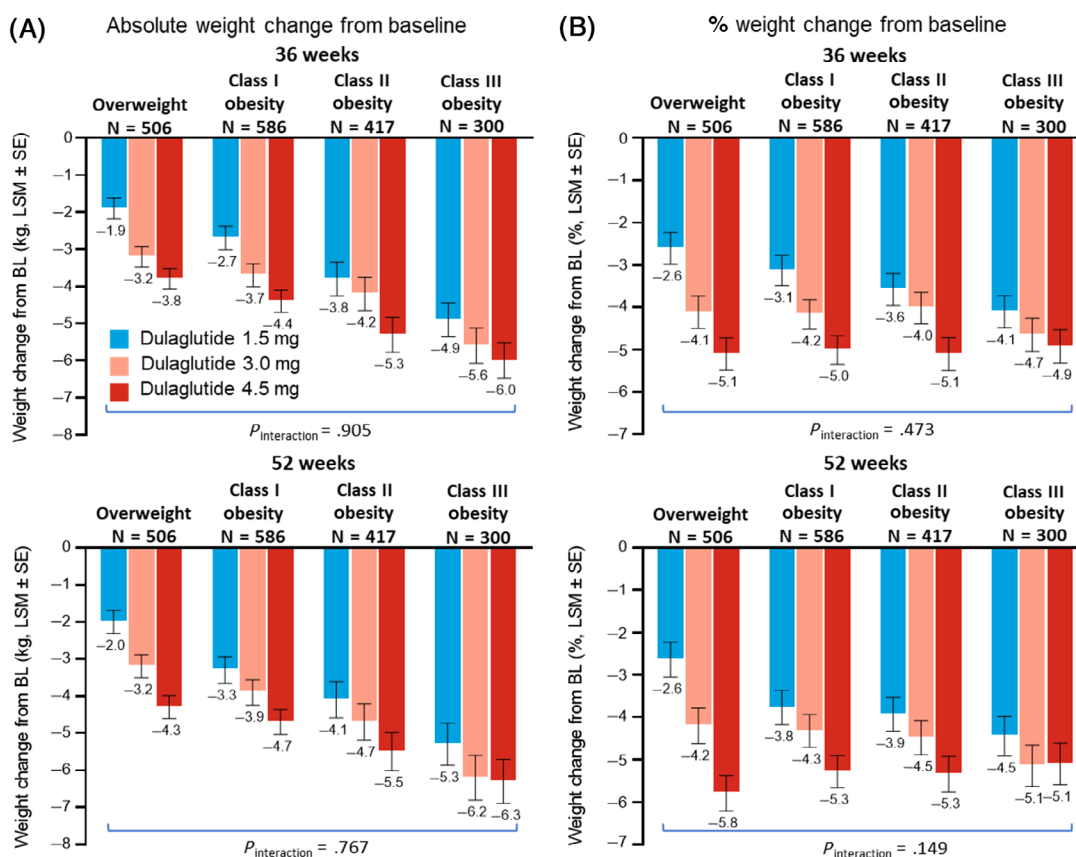 (A)
Absolute weight change from baseline
36 weeks
Overweight
N = 506
Class I
obesity
N = 586
Class II
obesity
N = 417
Class III
obesity
N = 300
Weight change from BL (kg, LSM ± SE)
0
−1
−2
−3
−4
−5
−6
−7
−8
−1.9
−3.2
−3.8
−2.7
−3.7
−4.4
−3.8
−4.2
−5.3
−4.9
−5.6
−6.0
Dulaglutide 1.5 mg
Dulaglutide 3.0 mg
Dulaglutide 4.5 mg
Pinteraction = .905
52 weeks
Overweight
N = 506
Class I
obesity
N = 586
Class II
obesity
N = 417
Class III
obesity
N = 300
Weight change from BL (kg, LSM ± SE)
0
−1
−2
−3
−4
−5
−6
−7
−8
−2.0
−3.2
−4.3
−3.3
−3.9
−4.7
−4.1
−4.7
−5.5
−5.3
−6.2
−6.3
Pinteraction = .767
(B)
% weight change from baseline
36 weeks
Overweight
N = 506
Class I
obesity
N = 586
Class II
obesity
N = 417
Class III
obesity
N = 300
Weight change from BL (%, LSM ± SE)
0
−1
−2
−3
−4
−5
−6
−7
−2.6
−4.1
−5.1
−3.1
−4.2
−5.0
−3.6
−4.0
−5.1
−4.1
−4.7
−4.9
Pinteraction = .473
52 weeks
Overweight
N = 506
Class I
obesity
N = 586
Class II
obesity
N = 417
Class III
obesity
N = 300
Weight change from BL (%, LSM ± SE)
0
−1
−2
−3
−4
−5
−6
−7
−2.6
−4.2
−5.8
−3.8
−4.3
−5.3
−3.9
−4.5
−5.3
−4.5
−5.1
−5.1
Pinteraction = .149